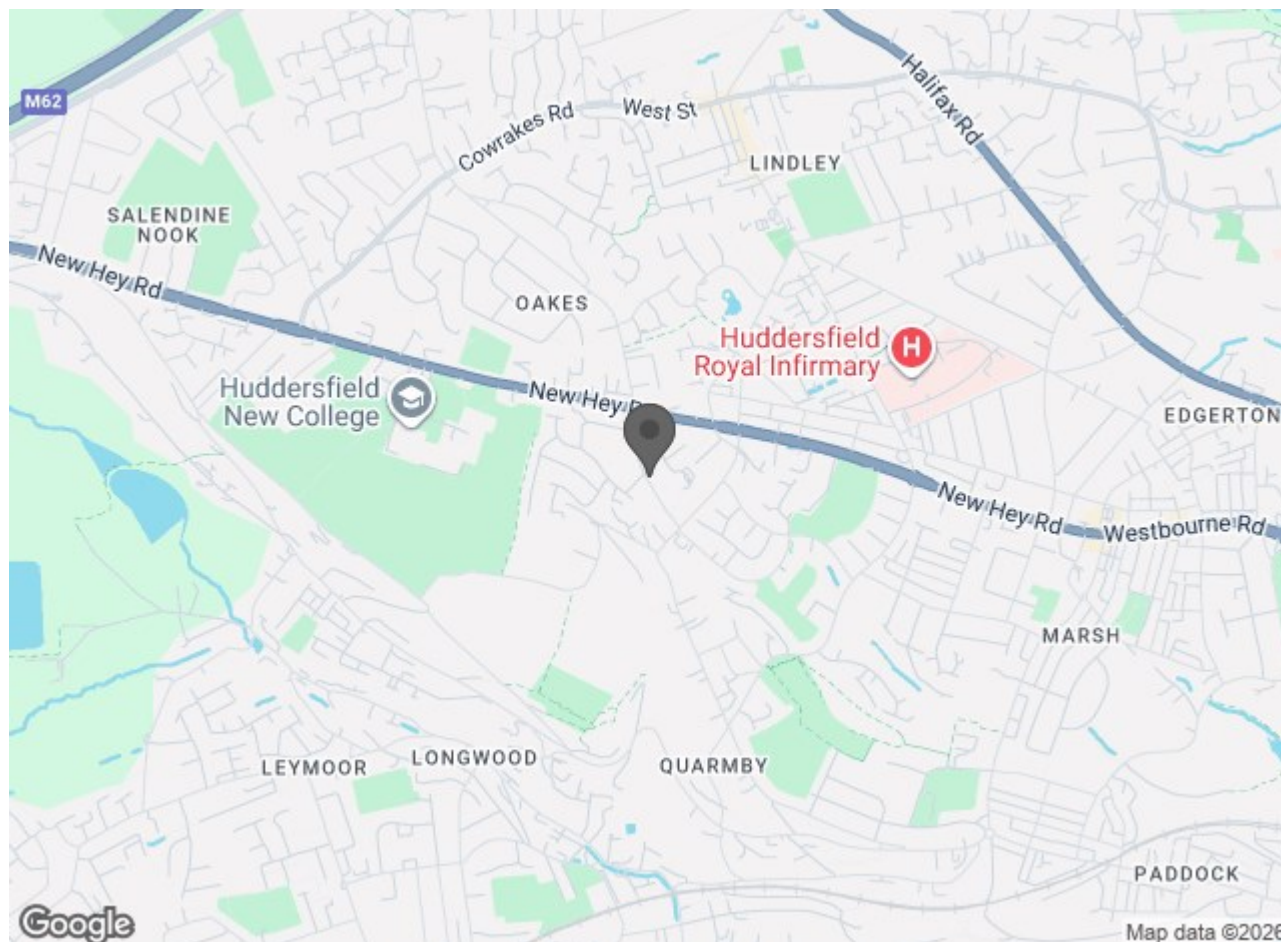 M62
Cowrakes Rd
West St
Halifax Rd
LINDLEY
SALENDINE
NOOK
New Hey Rd
OAKES
Huddersfield
Royal Infirmary
H
Huddersfield
New College
New Hey
EDGERTON
New Hey Rd
Westbourne Rd
MARSH
LEYMOOR
LONGWOOD
QUARMBY
PADDOCK
Google
Map data ©2026